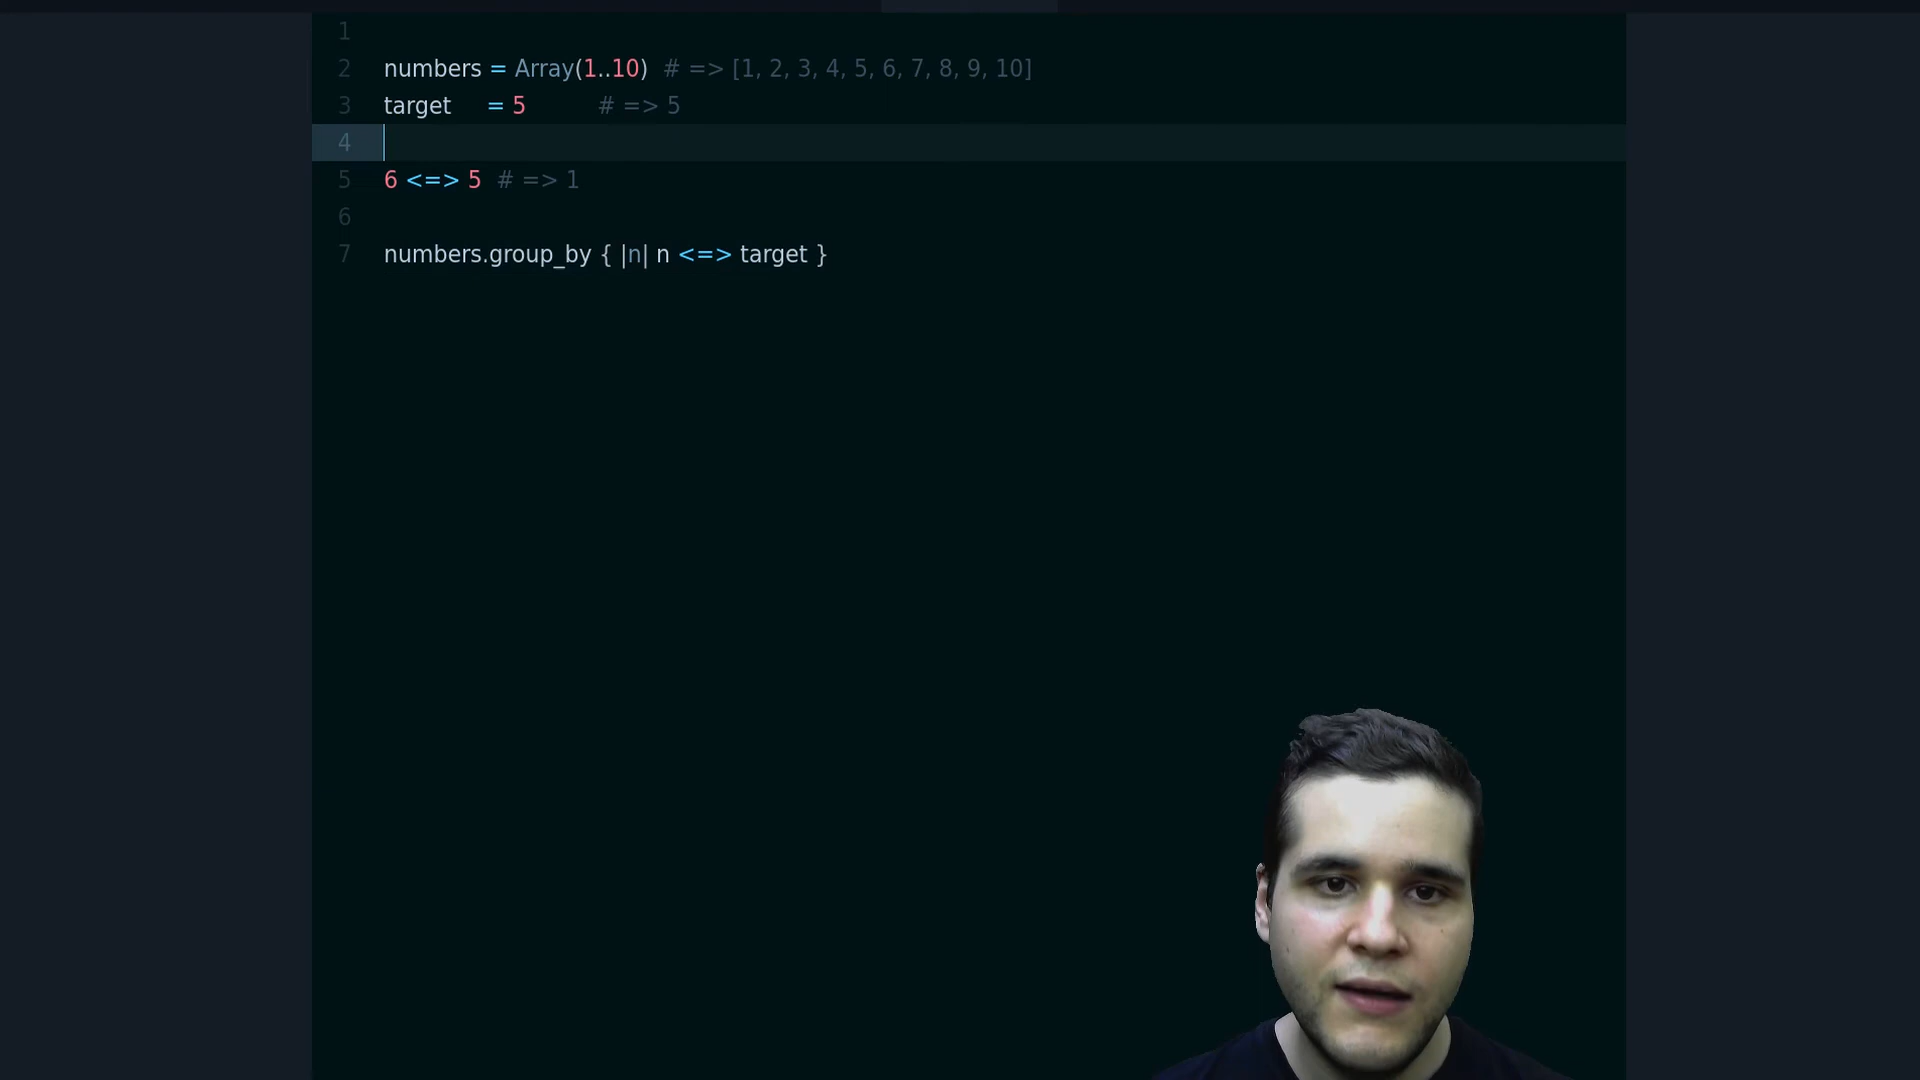 1
2 numbers = Array(1..10) # => [1, 2, 3, 4, 5, 6, 7, 8, 9, 10]
3 target = 5 # => 5
4
5 6 <=> 5 # => 1
6
7 numbers.group_by { |n| n <=> target }